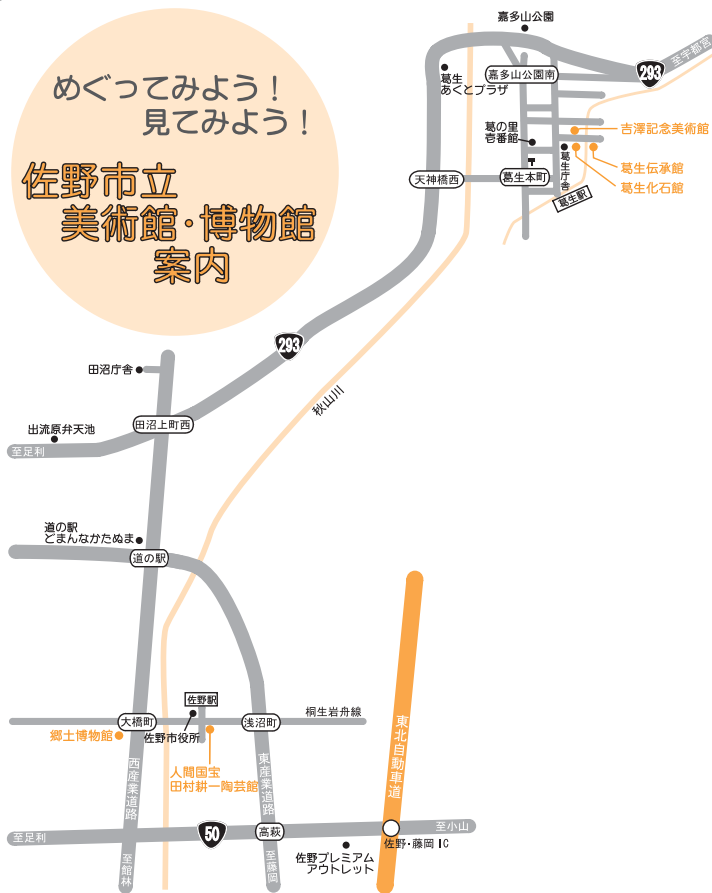 めぐってみよう！
見てみよう！
佐野市立
美術館・博物館
案内
嘉多山公園
至宇都宮
293
葛生
あくとプラザ
嘉多山公園南
葛の里
壱番館
吉澤記念美術館
葛生庁舎
葛生伝承館
葛生化石館
天神橋西
葛生本町
葛生駅
293
田沼庁舎
秋山川
田沼上町西
出流原弁天池
至足利
道の駅
どまんなかたぬま
道の駅
佐野駅
桐生岩舟線
大橋町
浅沼町
郷土博物館
佐野市役所
人間国宝
田村耕一陶芸館
西産業道路
東産業道路
東北自動車道
至足利
50
高萩
至小山
佐野・藤岡 IC
佐野プレミアム
アウトレット
至館林
至藤岡